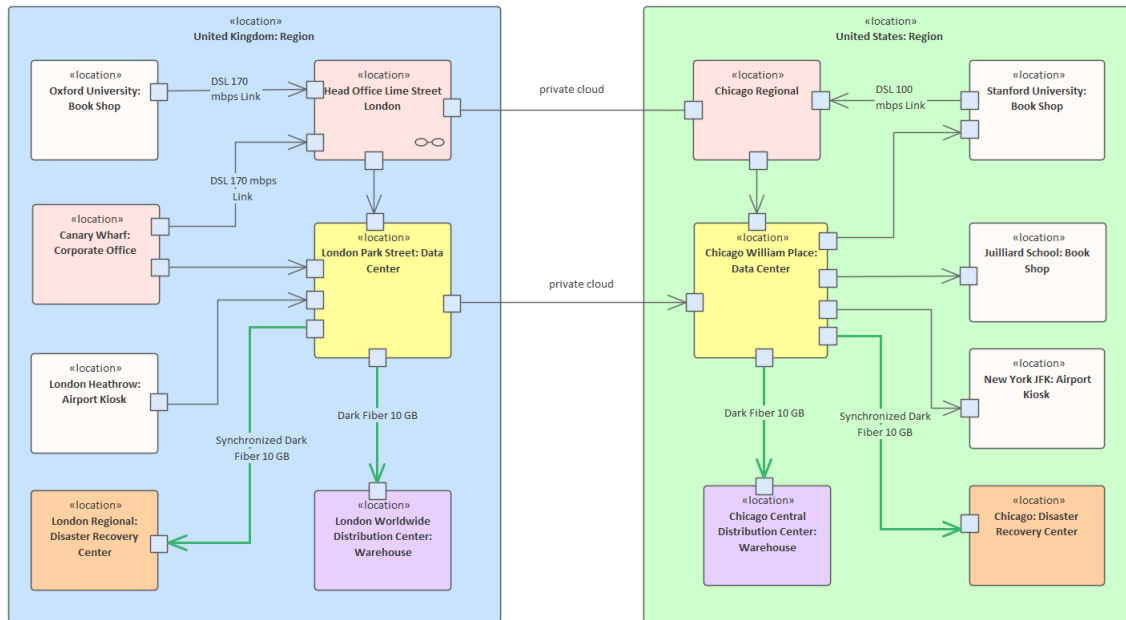 «location»
United Kingdom: Region
«location»
Oxford University:
Book Shop
DSL 170
mbps Link
«location»
Head Office Lime Street
London
DSL 170 mbps
Link
«location»
Canary Wharf:
Corporate Office
«location»
London Park Street: Data
Center
«location»
London Heathrow:
Airport Kiosk
Synchronized Dark
Fiber 10 GB
Dark Fiber 10 GB
«location»
London Regional:
Disaster Recovery
Center
«location»
London Worldwide
Distribution Center:
Warehouse
private cloud
private cloud
«location»
United States: Region
«location»
Chicago Regional
DSL 100
mbps Link
«location»
Stanford University:
Book Shop
«location»
Chicago William Place:
Data Center
«location»
Juilliard School: Book
Shop
«location»
New York JFK: Airport
Kiosk
Dark Fiber 10 GB
Synchronized Dark
Fiber 10 GB
«location»
Chicago Central
Distribution Center:
Warehouse
«location»
Chicago: Disaster
Recovery Center